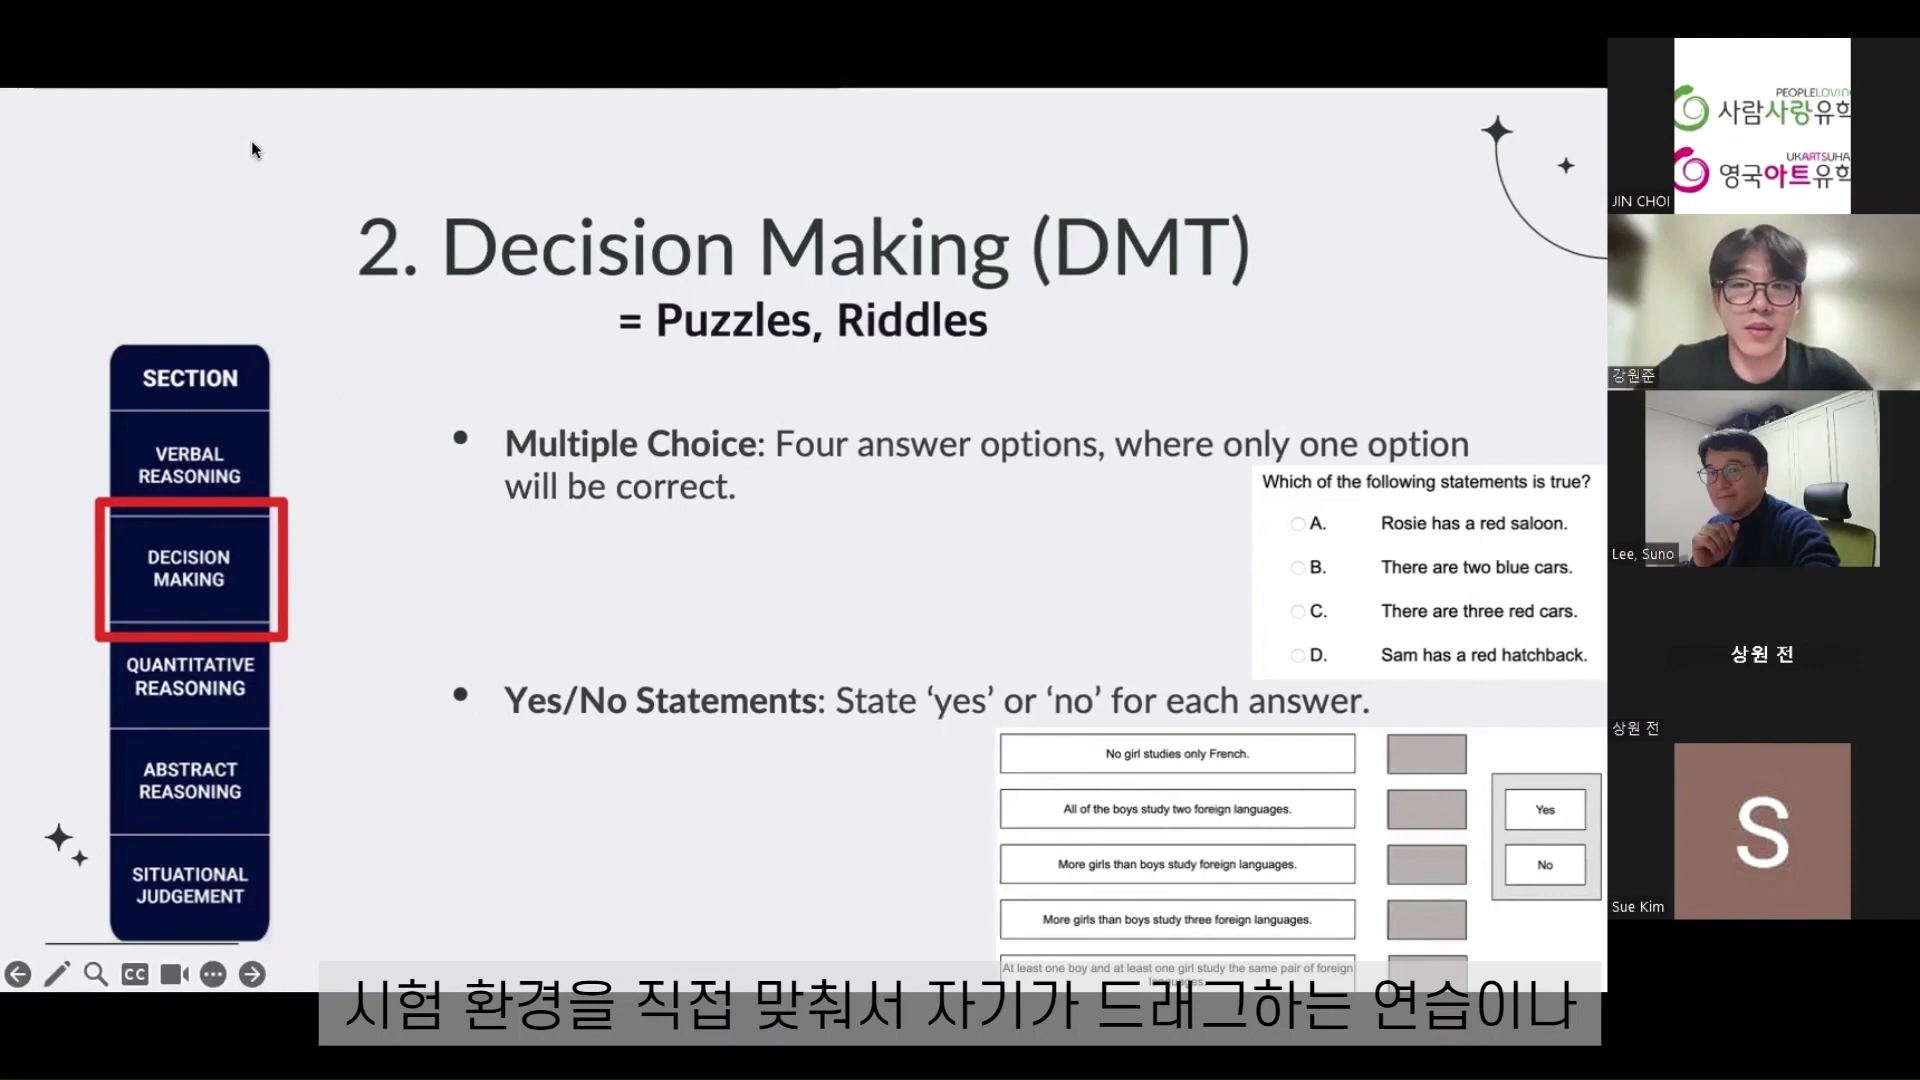 2. Decision Making (DMT)
= Puzzles, Riddles
SECTION
VERBAL
REASONING
DECISION
MAKING
QUANTITATIVE
REASONING
ABSTRACT
REASONING
SITUATIONAL
JUDGEMENT
• Multiple Choice: Four answer options, where only one option
will be correct.
Which of the following statements is true?
A. Rosie has a red saloon.
B. There are two blue cars.
C. There are three red cars.
D. Sam has a red hatchback.
• Yes/No Statements: State ‘yes’ or ‘no’ for each answer.
No girl studies only French.
All of the boys study two foreign languages.
More girls than boys study foreign languages.
More girls than boys study three foreign languages.
At least one boy and at least one girl study the same pair of foreign
languages.
Yes
No
CC
시험 환경을 직접 맞춰서 자기가 드래그하는 연습이나
PEOPLELOVIN
사람사랑유학
UKARTSUHA
영국아트유학
JIN CHOI
강원준
Lee, Suno
상원 전
상원 전
S
Sue Kim